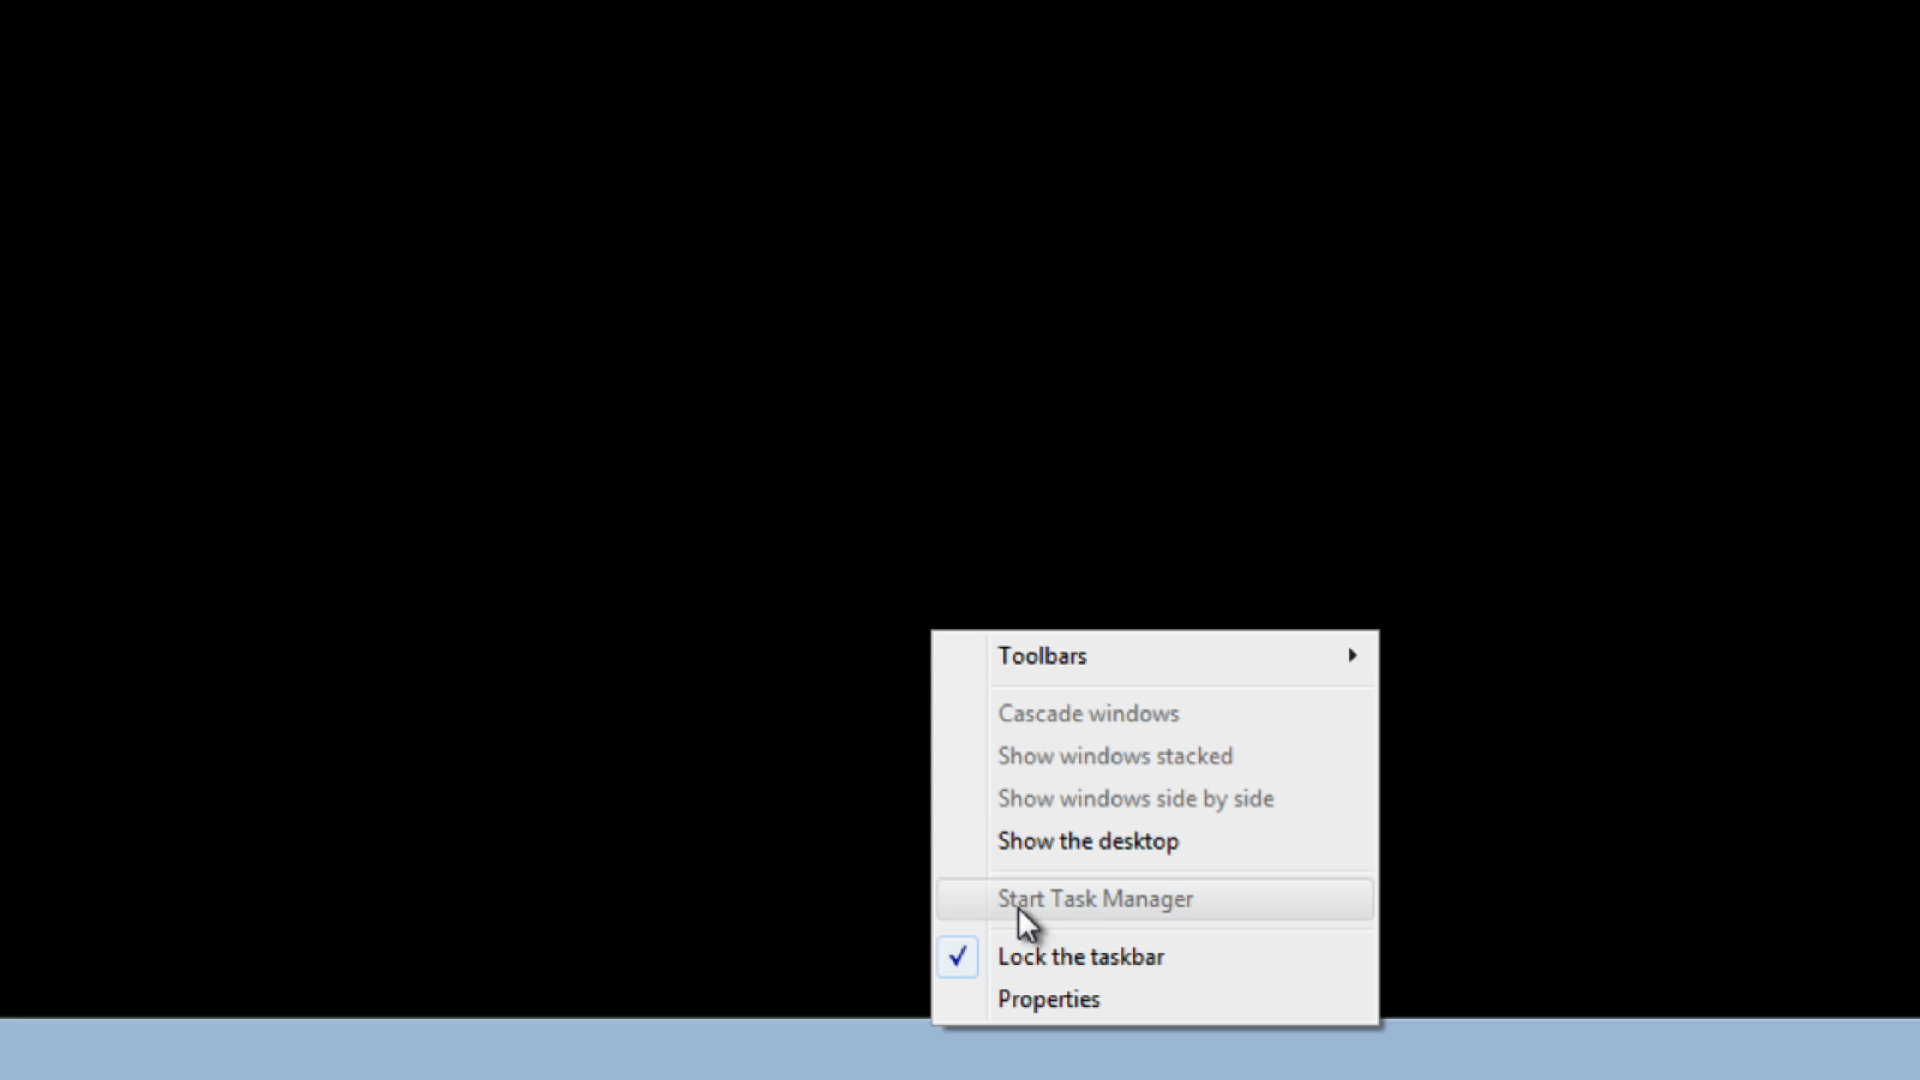 Toolbars
Cascade windows
Show windows stacked
Show windows side by side
Show the desktop
Start Task Manager
Lock the taskbar
Properties